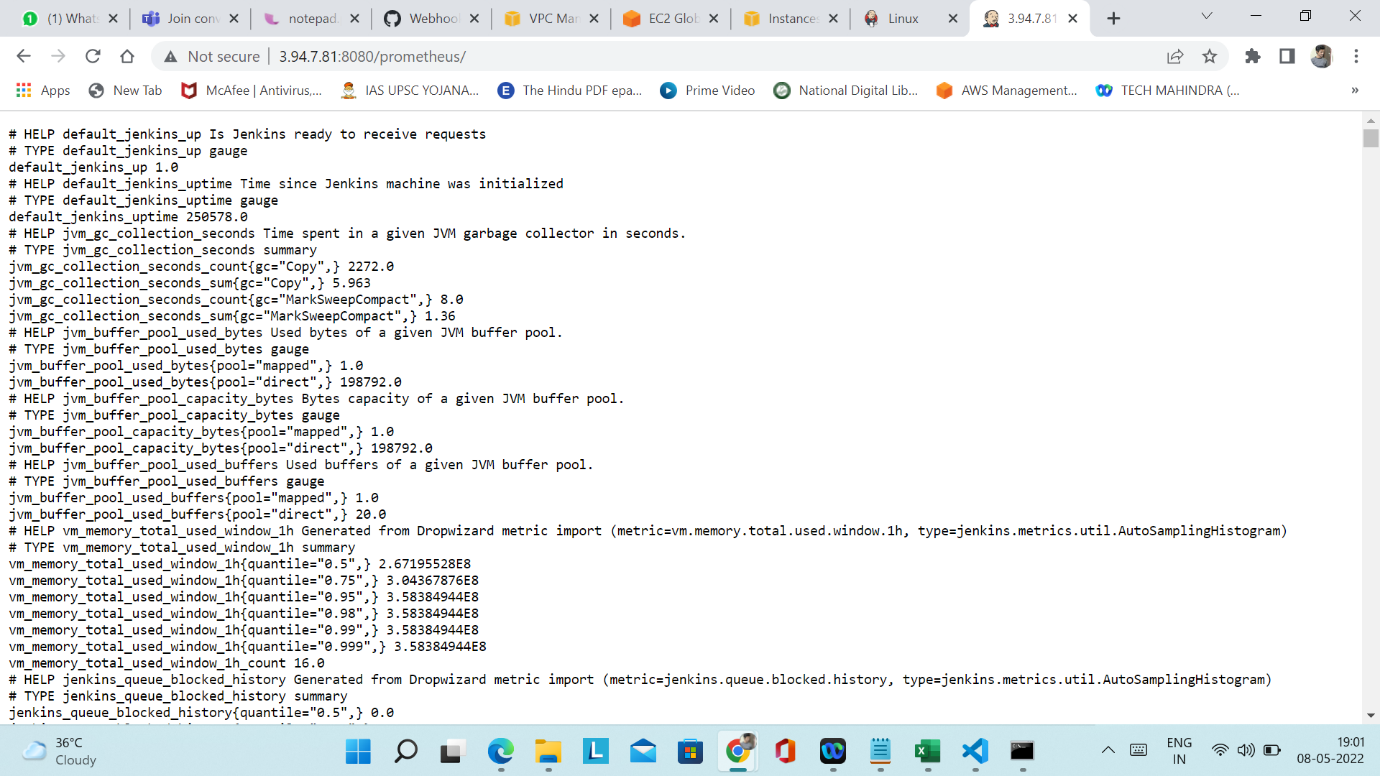 (1) Whats
Join conv
notepad.
Webhoo
VPC Mar
EC2 Glob
Instances
Linux
3.94.7.81
Not secure | 3.94.7.81:8080/prometheus/
Apps
New Tab
McAfee | Antivirus,...
IAS UPSC YOJANA...
The Hindu PDF epa...
Prime Video
National Digital Lib...
AWS Management...
TECH MAHINDRA (...
»
# HELP default_jenkins_up Is Jenkins ready to receive requests
# TYPE default_jenkins_up gauge
default_jenkins_up 1.0
# HELP default_jenkins_uptime Time since Jenkins machine was initialized
# TYPE default_jenkins_uptime gauge
default_jenkins_uptime 250578.0
# HELP jvm_gc_collection_seconds Time spent in a given JVM garbage collector in seconds.
# TYPE jvm_gc_collection_seconds summary
jvm_gc_collection_seconds_count{gc="Copy",} 2272.0
jvm_gc_collection_seconds_sum{gc="Copy",} 5.963
jvm_gc_collection_seconds_count{gc="MarkSweepCompact",} 8.0
jvm_gc_collection_seconds_sum{gc="MarkSweepCompact",} 1.36
# HELP jvm_buffer_pool_used_bytes Used bytes of a given JVM buffer pool.
# TYPE jvm_buffer_pool_used_bytes gauge
jvm_buffer_pool_used_bytes{pool="mapped",} 1.0
jvm_buffer_pool_used_bytes{pool="direct",} 198792.0
# HELP jvm_buffer_pool_capacity_bytes Bytes capacity of a given JVM buffer pool.
# TYPE jvm_buffer_pool_capacity_bytes gauge
jvm_buffer_pool_capacity_bytes{pool="mapped",} 1.0
jvm_buffer_pool_capacity_bytes{pool="direct",} 198792.0
# HELP jvm_buffer_pool_used_buffers Used buffers of a given JVM buffer pool.
# TYPE jvm_buffer_pool_used_buffers gauge
jvm_buffer_pool_used_buffers{pool="mapped",} 1.0
jvm_buffer_pool_used_buffers{pool="direct",} 20.0
# HELP vm_memory_total_used_window_1h Generated from Dropwizard metric import (metric=vm.memory.total.used.window.1h, type=jenkins.metrics.util.AutoSamplingHistogram)
# TYPE vm_memory_total_used_window_1h summary
vm_memory_total_used_window_1h{quantile="0.5",} 2.67195528E8
vm_memory_total_used_window_1h{quantile="0.75",} 3.04367876E8
vm_memory_total_used_window_1h{quantile="0.95",} 3.58384944E8
vm_memory_total_used_window_1h{quantile="0.98",} 3.58384944E8
vm_memory_total_used_window_1h{quantile="0.99",} 3.58384944E8
vm_memory_total_used_window_1h{quantile="0.999",} 3.58384944E8
vm_memory_total_used_window_1h_count 16.0
# HELP jenkins_queue_blocked_history Generated from Dropwizard metric import (metric=jenkins.queue.blocked.history, type=jenkins.metrics.util.AutoSamplingHistogram)
# TYPE jenkins_queue_blocked_history summary
jenkins_queue_blocked_history{quantile="0.5",} 0.0
36°C
Cloudy
ENG
IN
19:01
08-05-2022